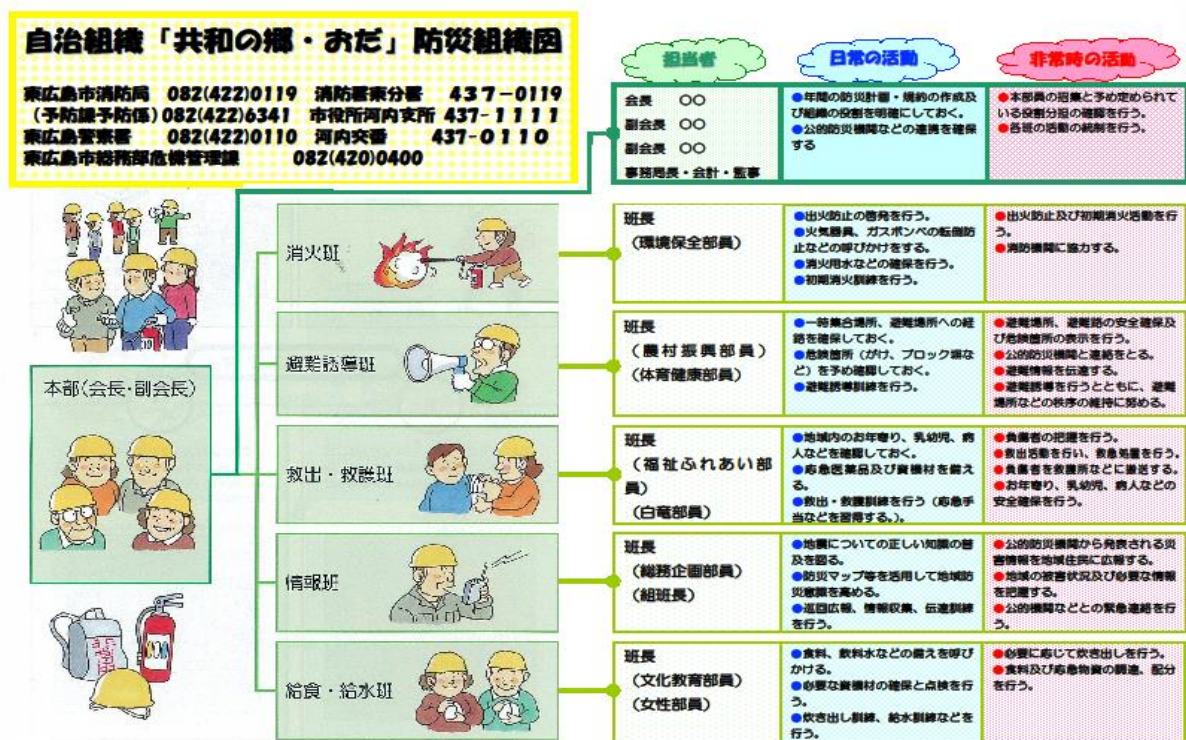 自治組織「共和の郷・おだ」防災組織図
東広島市消防局 082(422)0119 消防署東分署 437-0119
(予防課予防係)082(422)6341 市役所河内支所 437-1111
東広島警察署 082(422)0110 河内交番 437-0110
東広島市総務部危機管理課 082(420)0400
担当者
日常の活動
非常時の活動
会長 〇〇
副会長 〇〇
副会長 〇〇
事務局長・会計・監事
●年間の防災計画・規約の作成及
び組織の役割を明確にしておく。
●公的防災機関などの連携を確保
する
●本部員の招集と予め定められて
いる役割分担の確認を行う。
●各班の活動の統制を行う。
本部(会長・副会長)
消火班
班長
(環境保全部員)
●出火防止の啓発を行う。
●火気器具、ガスボンベの転倒防
止などの呼びかけをする。
●消火用水などの確保を行う。
●初期消火訓練を行う。
●出火防止及び初期消火活動を行
う。
●消防機関に協力する。
避難誘導班
班長
(農村振興部員)
(体育健康部員)
●一時集合場所、避難場所への経
路を確保しておく。
●危険箇所(がけ、ブロック塀な
ど)を予め確認しておく。
●避難誘導訓練を行う。
●避難場所、避難路の安全確保及
び危険箇所の表示を行う。
●公的防災機関と連絡をとる。
●避難情報を伝達する。
●避難誘導を行うとともに、避難
場所などの秩序の維持に努める。
救出・救護班
班長
(福祉ふれあい部
員)
(白竜部員)
●地域内のお年寄り、乳幼児、病
人などを確認しておく。
●応急医薬品及び資機材を備え
る。
●救出・救護訓練を行う(応急手
当などを習得する。)。
●負傷者の把握を行う。
●救出活動を行い、救急処置を行う。
●負傷者を救護所などに搬送する。
●お年寄り、乳幼児、病人などの
安全確保を行う。
情報班
班長
(総務企画部員)
(組班長)
●地震についての正しい知識の普
及を図る。
●防災マップ等を活用して地域防
災意識を高める。
●巡回広報、情報収集、伝達訓練
を行う。
●公的防災機関から発表される災
害情報を地域住民に広報する。
●地域の被害状況及び必要な情報
を把握する。
●公的機関などとの緊急連絡を行
う。
給食・給水班
班長
(文化教育部員)
(女性部員)
●食料、飲料水などの備えを呼び
かける。
●必要な資機材の確保と点検を行
う。
●炊き出し訓練、給水訓練などを
行う。
●必要に応じて炊き出しを行う。
●食料及び応急物資の調達、配分
を行う。